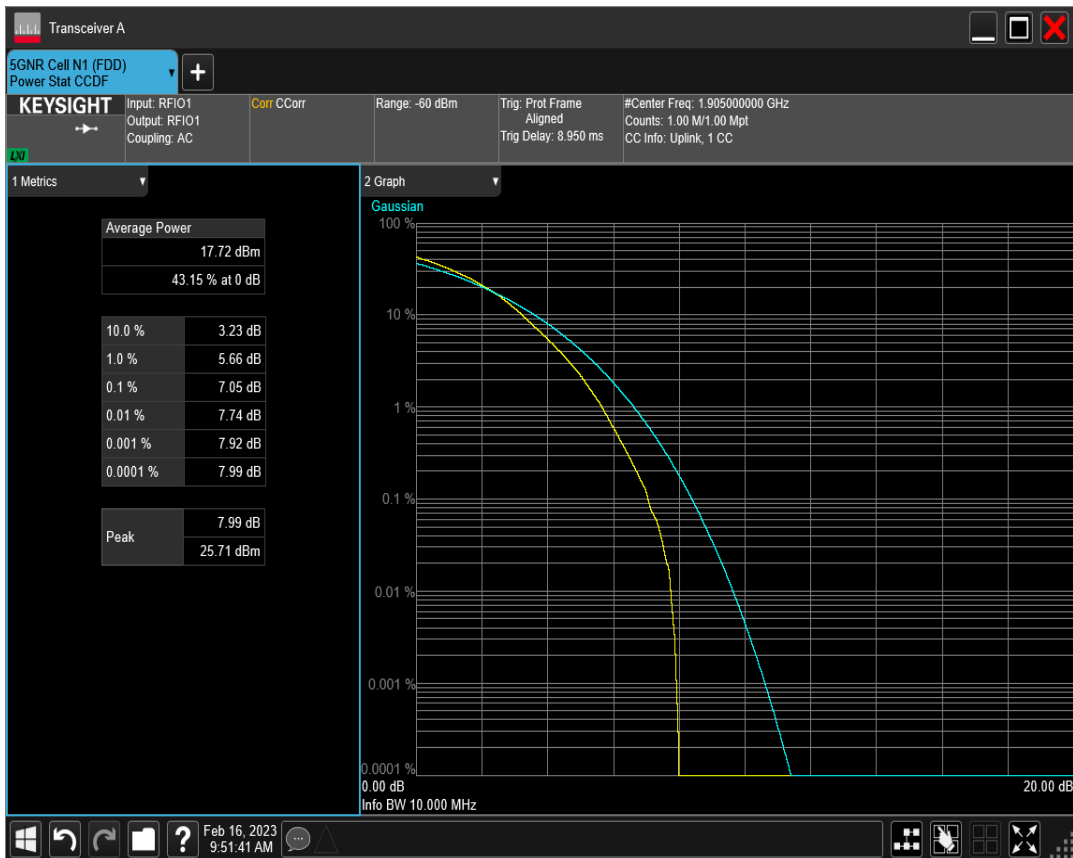 Transceiver A
5GNR Cell N1 (FDD)
Power Stat CCDF
KEYSIGHT
LXI
Input: RFIO1
Output: RFIO1
Coupling: AC
Corr CCorr
Range: -60 dBm
Trig: Prot Frame
Aligned
Trig Delay: 8.950 ms
#Center Freq: 1.905000000 GHz
Counts: 1.00 M/1.00 Mpt
CC Info: Uplink, 1 CC
1 Metrics
Average Power
17.72 dBm
43.15 % at 0 dB
10.0 % 3.23 dB
1.0 % 5.66 dB
0.1 % 7.05 dB
0.01 % 7.74 dB
0.001 % 7.92 dB
0.0001 % 7.99 dB
Peak
7.99 dB
25.71 dBm
2 Graph
Gaussian
100 %
10 %
1 %
0.1 %
0.01 %
0.001 %
0.0001 %
0.00 dB 20.00 dB
Info BW 10.000 MHz
?
Feb 16, 2023
9:51:41 AM